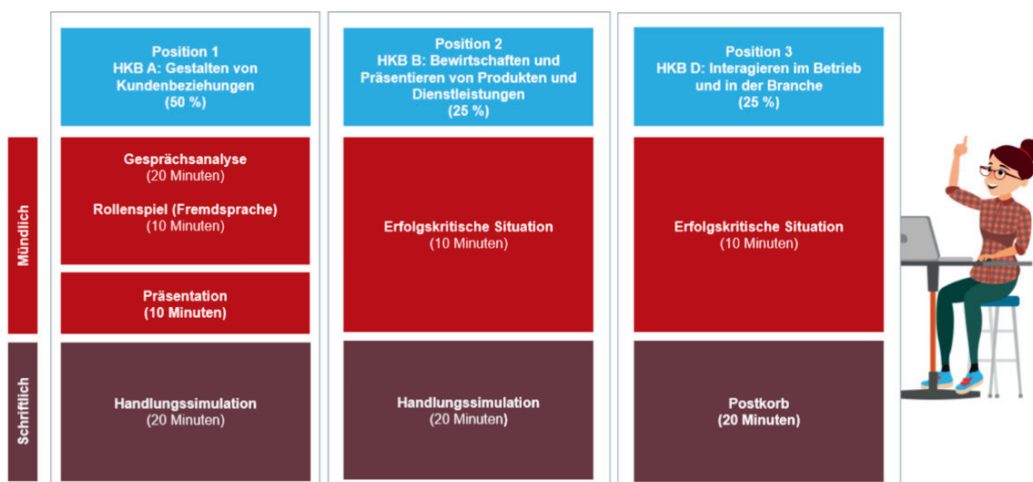 Position 1
HKB A: Gestalten von
Kundenbeziehungen
(50 %)
Position 2
HKB B: Bewirtschaften und
Präsentieren von Produkten und
Dienstleistungen
(25 %)
Position 3
HKB D: Interagieren im Betrieb
und in der Branche
(25 %)
Mündlich
Gesprächsanalyse
(20 Minuten)
Rollenspiel (Fremdsprache)
(10 Minuten)
Präsentation
(10 Minuten)
Erfolgskritische Situation
(10 Minuten)
Erfolgskritische Situation
(10 Minuten)
Schriftlich
Handlungssimulation
(20 Minuten)
Handlungssimulation
(20 Minuten)
Postkorb
(20 Minuten)